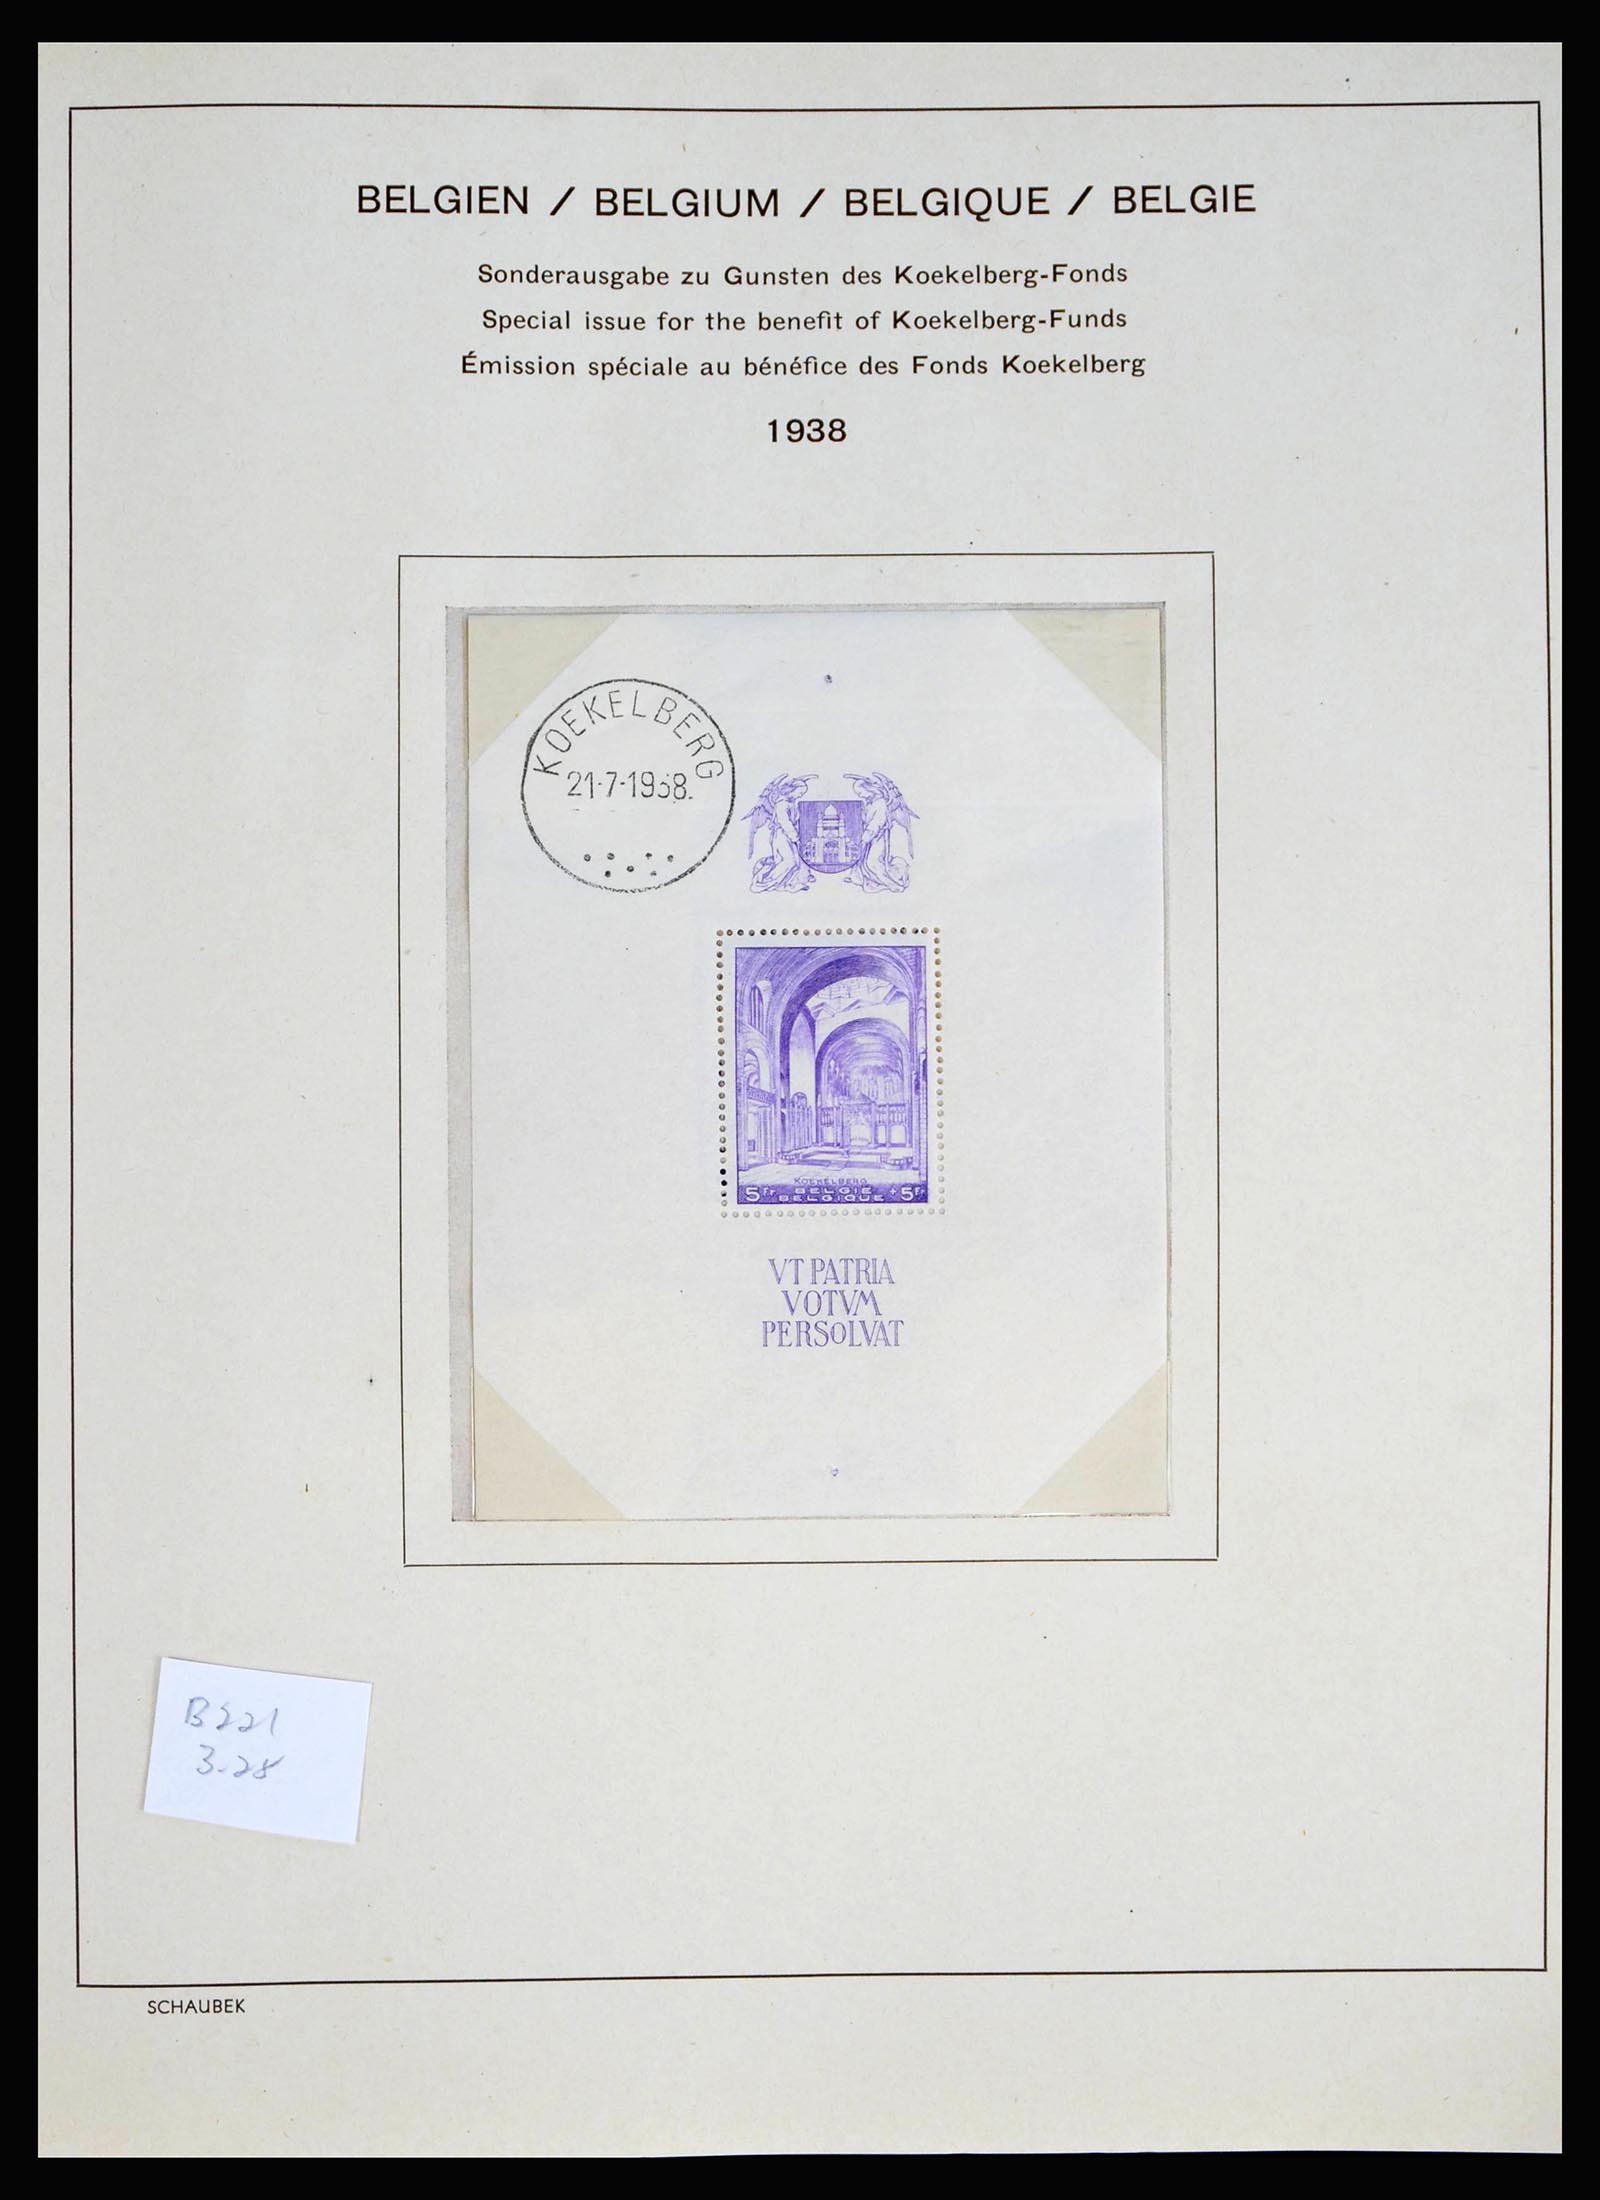 BELGIEN / BELGIUM / BELGIQUE / BELGIE
Sonderausgabe zu Gunsten des Koekelberg-Fonds
Special issue for the benefit of Koekelberg-Funds
Émission spéciale au bénéfice des Fonds Koekelberg
1938
KOEKELBERG
21-7-1938.
KOEKELBERG
5Fr BELGIE +5Fr
BELGIQUE
VT PATRIA
VOTVM
PERSOLVAT
B221
3-28
SCHAUBEK